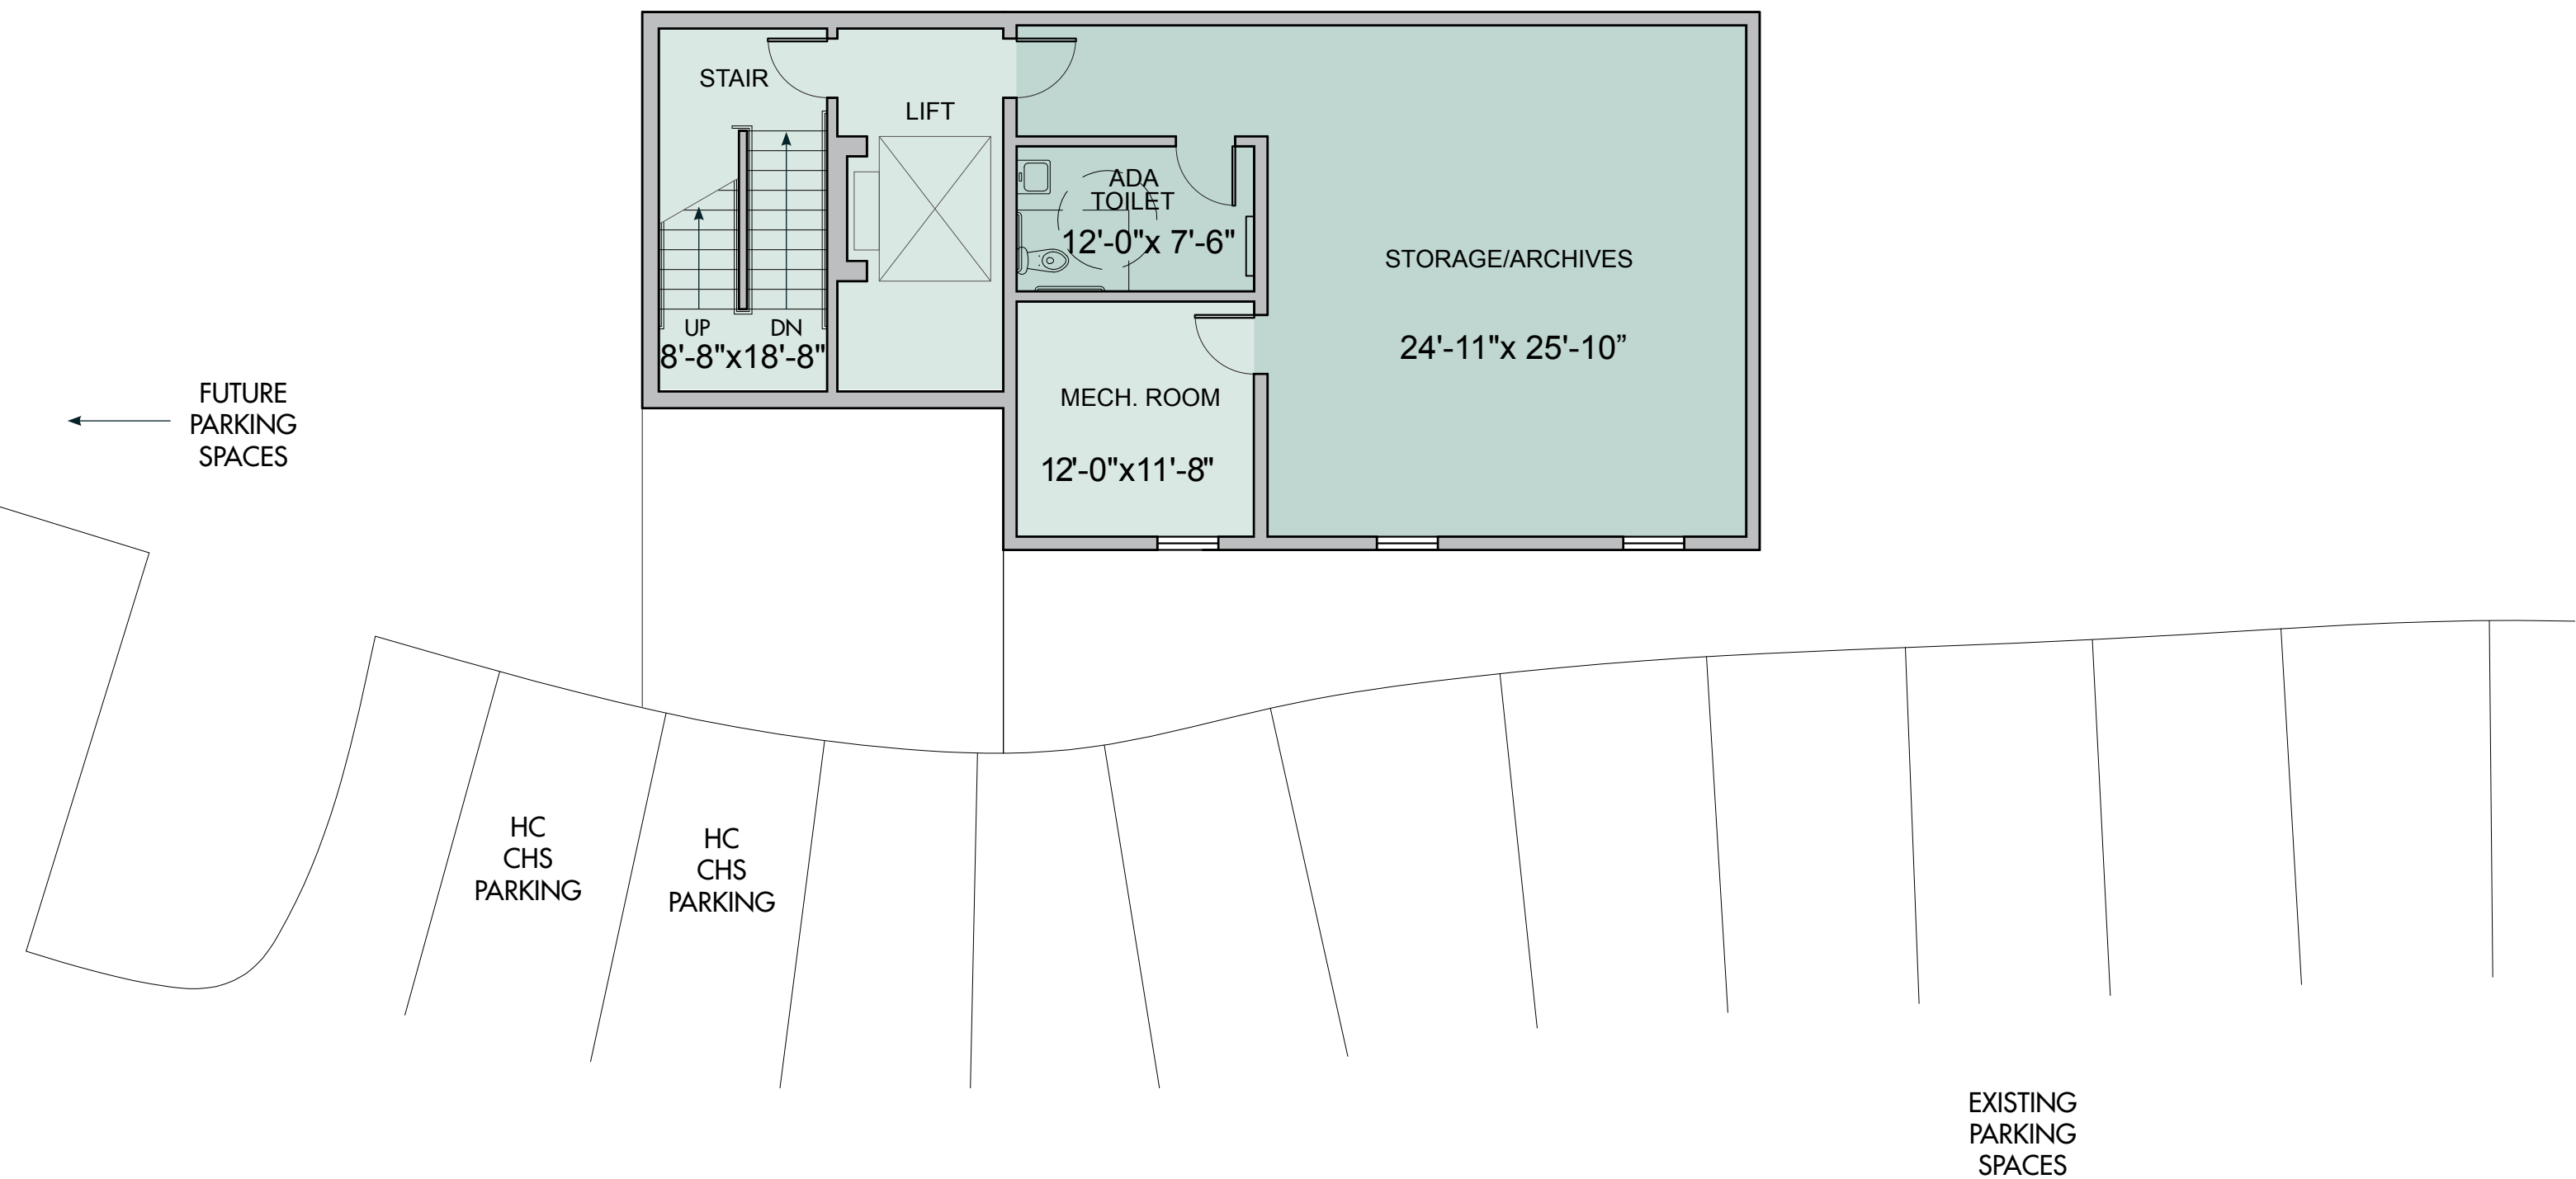 STAIR
LIFT
ADA
TOILET
12'-0"x 7'-6"
STORAGE/ARCHIVES
24'-11"x 25'-10”
UP
DN
8'-8"x18'-8"
MECH. ROOM
12'-0"x11'-8"
FUTURE
PARKING
SPACES
HC
CHS
PARKING
HC
CHS
PARKING
EXISTING
PARKING
SPACES